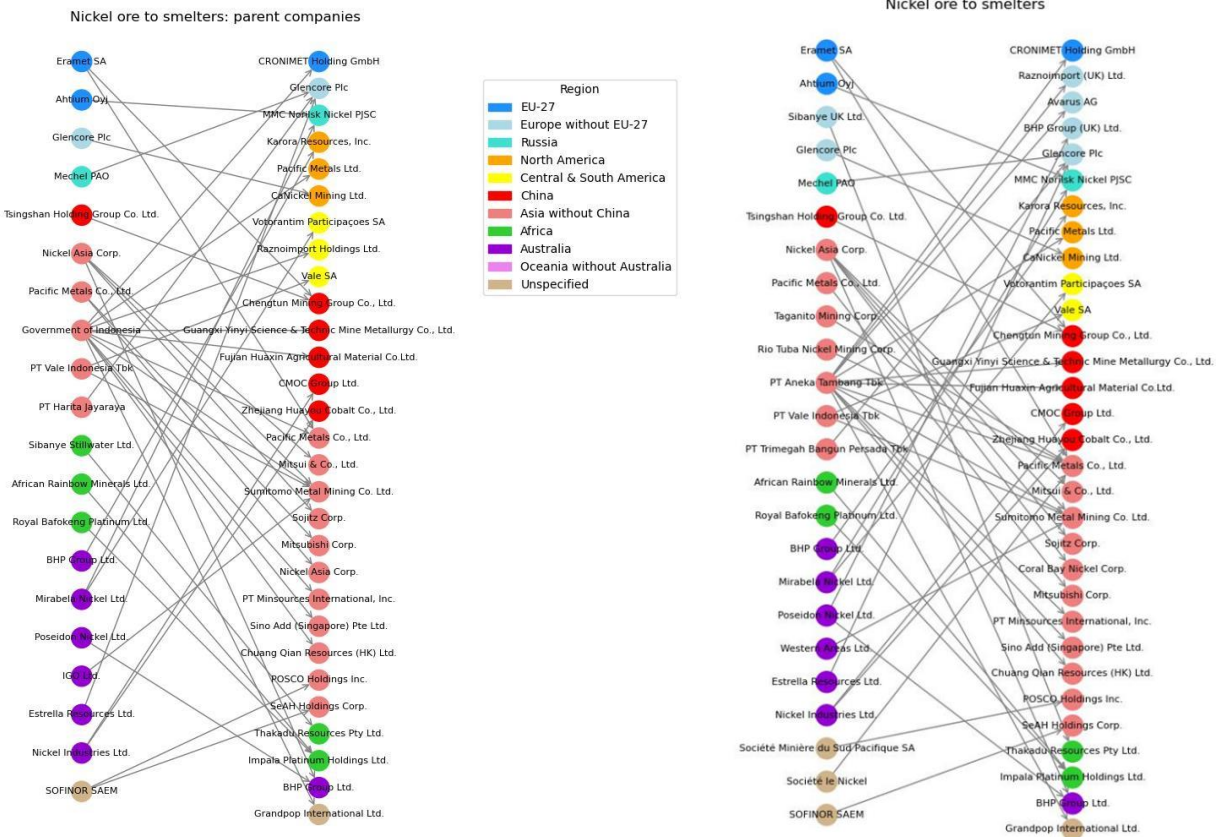 Nickel ore to smelters: parent companies
Eramet SA
Ahtium Oyj
Glencore Plc
Mechel PAO
Tsingshan Holding Group Co. Ltd.
Nickel Asia Corp.
Pacific Metals Co., Ltd.
Government of Indonesia
PT Vale Indonesia Tbk
PT Harita Jayaraya
Sibanye Stillwater Ltd.
African Rainbow Minerals Ltd.
Royal Bafokeng Platinum Ltd.
BHP Group Ltd.
Mirabela Nickel Ltd.
Poseidon Nickel Ltd.
IGO Ltd.
Estrella Resources Ltd.
Nickel Industries Ltd.
SOFINOR SAEM
CRONIMET Holding GmbH
Glencore Plc
MMC Norilsk Nickel PJSC
Karora Resources, Inc.
Pacific Metals Ltd.
CaNickel Mining Ltd.
Votorantim Participaçoes SA
Raznoimport Holdings Ltd.
Vale SA
Chengtun Mining Group Co., Ltd.
Guangxi Yinyi Science & Technic Mine Metallurgy Co., Ltd.
Fujian Huaxin Agricultural Material Co.Ltd.
CMOC Group Ltd.
Zhejiang Huayou Cobalt Co., Ltd.
Pacific Metals Co., Ltd.
Mitsui & Co., Ltd.
Sumitomo Metal Mining Co. Ltd.
Sojitz Corp.
Mitsubishi Corp.
Nickel Asia Corp.
PT Minsources International, Inc.
Sino Add (Singapore) Pte Ltd.
Chuang Qian Resources (HK) Ltd.
POSCO Holdings Inc.
SeAH Holdings Corp.
Thakadu Resources Pty Ltd.
Impala Platinum Holdings Ltd.
BHP Group Ltd.
Grandpop International Ltd.
Region
EU-27
Europe without EU-27
Russia
North America
Central & South America
China
Asia without China
Africa
Australia
Oceania without Australia
Unspecified
Nickel ore to smelters
Eramet SA
Ahtium Oyj
Sibanye UK Ltd.
Glencore Plc
Mechel PAO
Tsingshan Holding Group Co. Ltd.
Nickel Asia Corp.
Pacific Metals Co., Ltd.
Taganito Mining Corp.
Rio Tuba Nickel Mining Corp.
PT Aneka Tambang Tbk
PT Vale Indonesia Tbk
PT Trimegah Bangun Persada Tbk
African Rainbow Minerals Ltd.
Royal Bafokeng Platinum Ltd.
BHP Group Ltd.
Mirabela Nickel Ltd.
Poseidon Nickel Ltd.
Western Areas Ltd.
Estrella Resources Ltd.
Nickel Industries Ltd.
Société Minière du Sud Pacifique SA
Société le Nickel
SOFINOR SAEM
CRONIMET Holding GmbH
Raznoimport (UK) Ltd.
Avarus AG
BHP Group (UK) Ltd.
Glencore Plc
MMC Norilsk Nickel PJSC
Karora Resources, Inc.
Pacific Metals Ltd.
CaNickel Mining Ltd.
Votorantim Participaçoes SA
Vale SA
Chengtun Mining Group Co., Ltd.
Guangxi Yinyi Science & Technic Mine Metallurgy Co., Ltd.
Fujian Huaxin Agricultural Material Co.Ltd.
CMOC Group Ltd.
Zhejiang Huayou Cobalt Co., Ltd.
Pacific Metals Co., Ltd.
Mitsui & Co., Ltd.
Sumitomo Metal Mining Co. Ltd.
Sojitz Corp.
Coral Bay Nickel Corp.
Mitsubishi Corp.
PT Minsources International, Inc.
Sino Add (Singapore) Pte Ltd.
Chuang Qian Resources (HK) Ltd.
POSCO Holdings Inc.
SeAH Holdings Corp.
Thakadu Resources Pty Ltd.
Impala Platinum Holdings Ltd.
BHP Group Ltd.
Grandpop International Ltd.